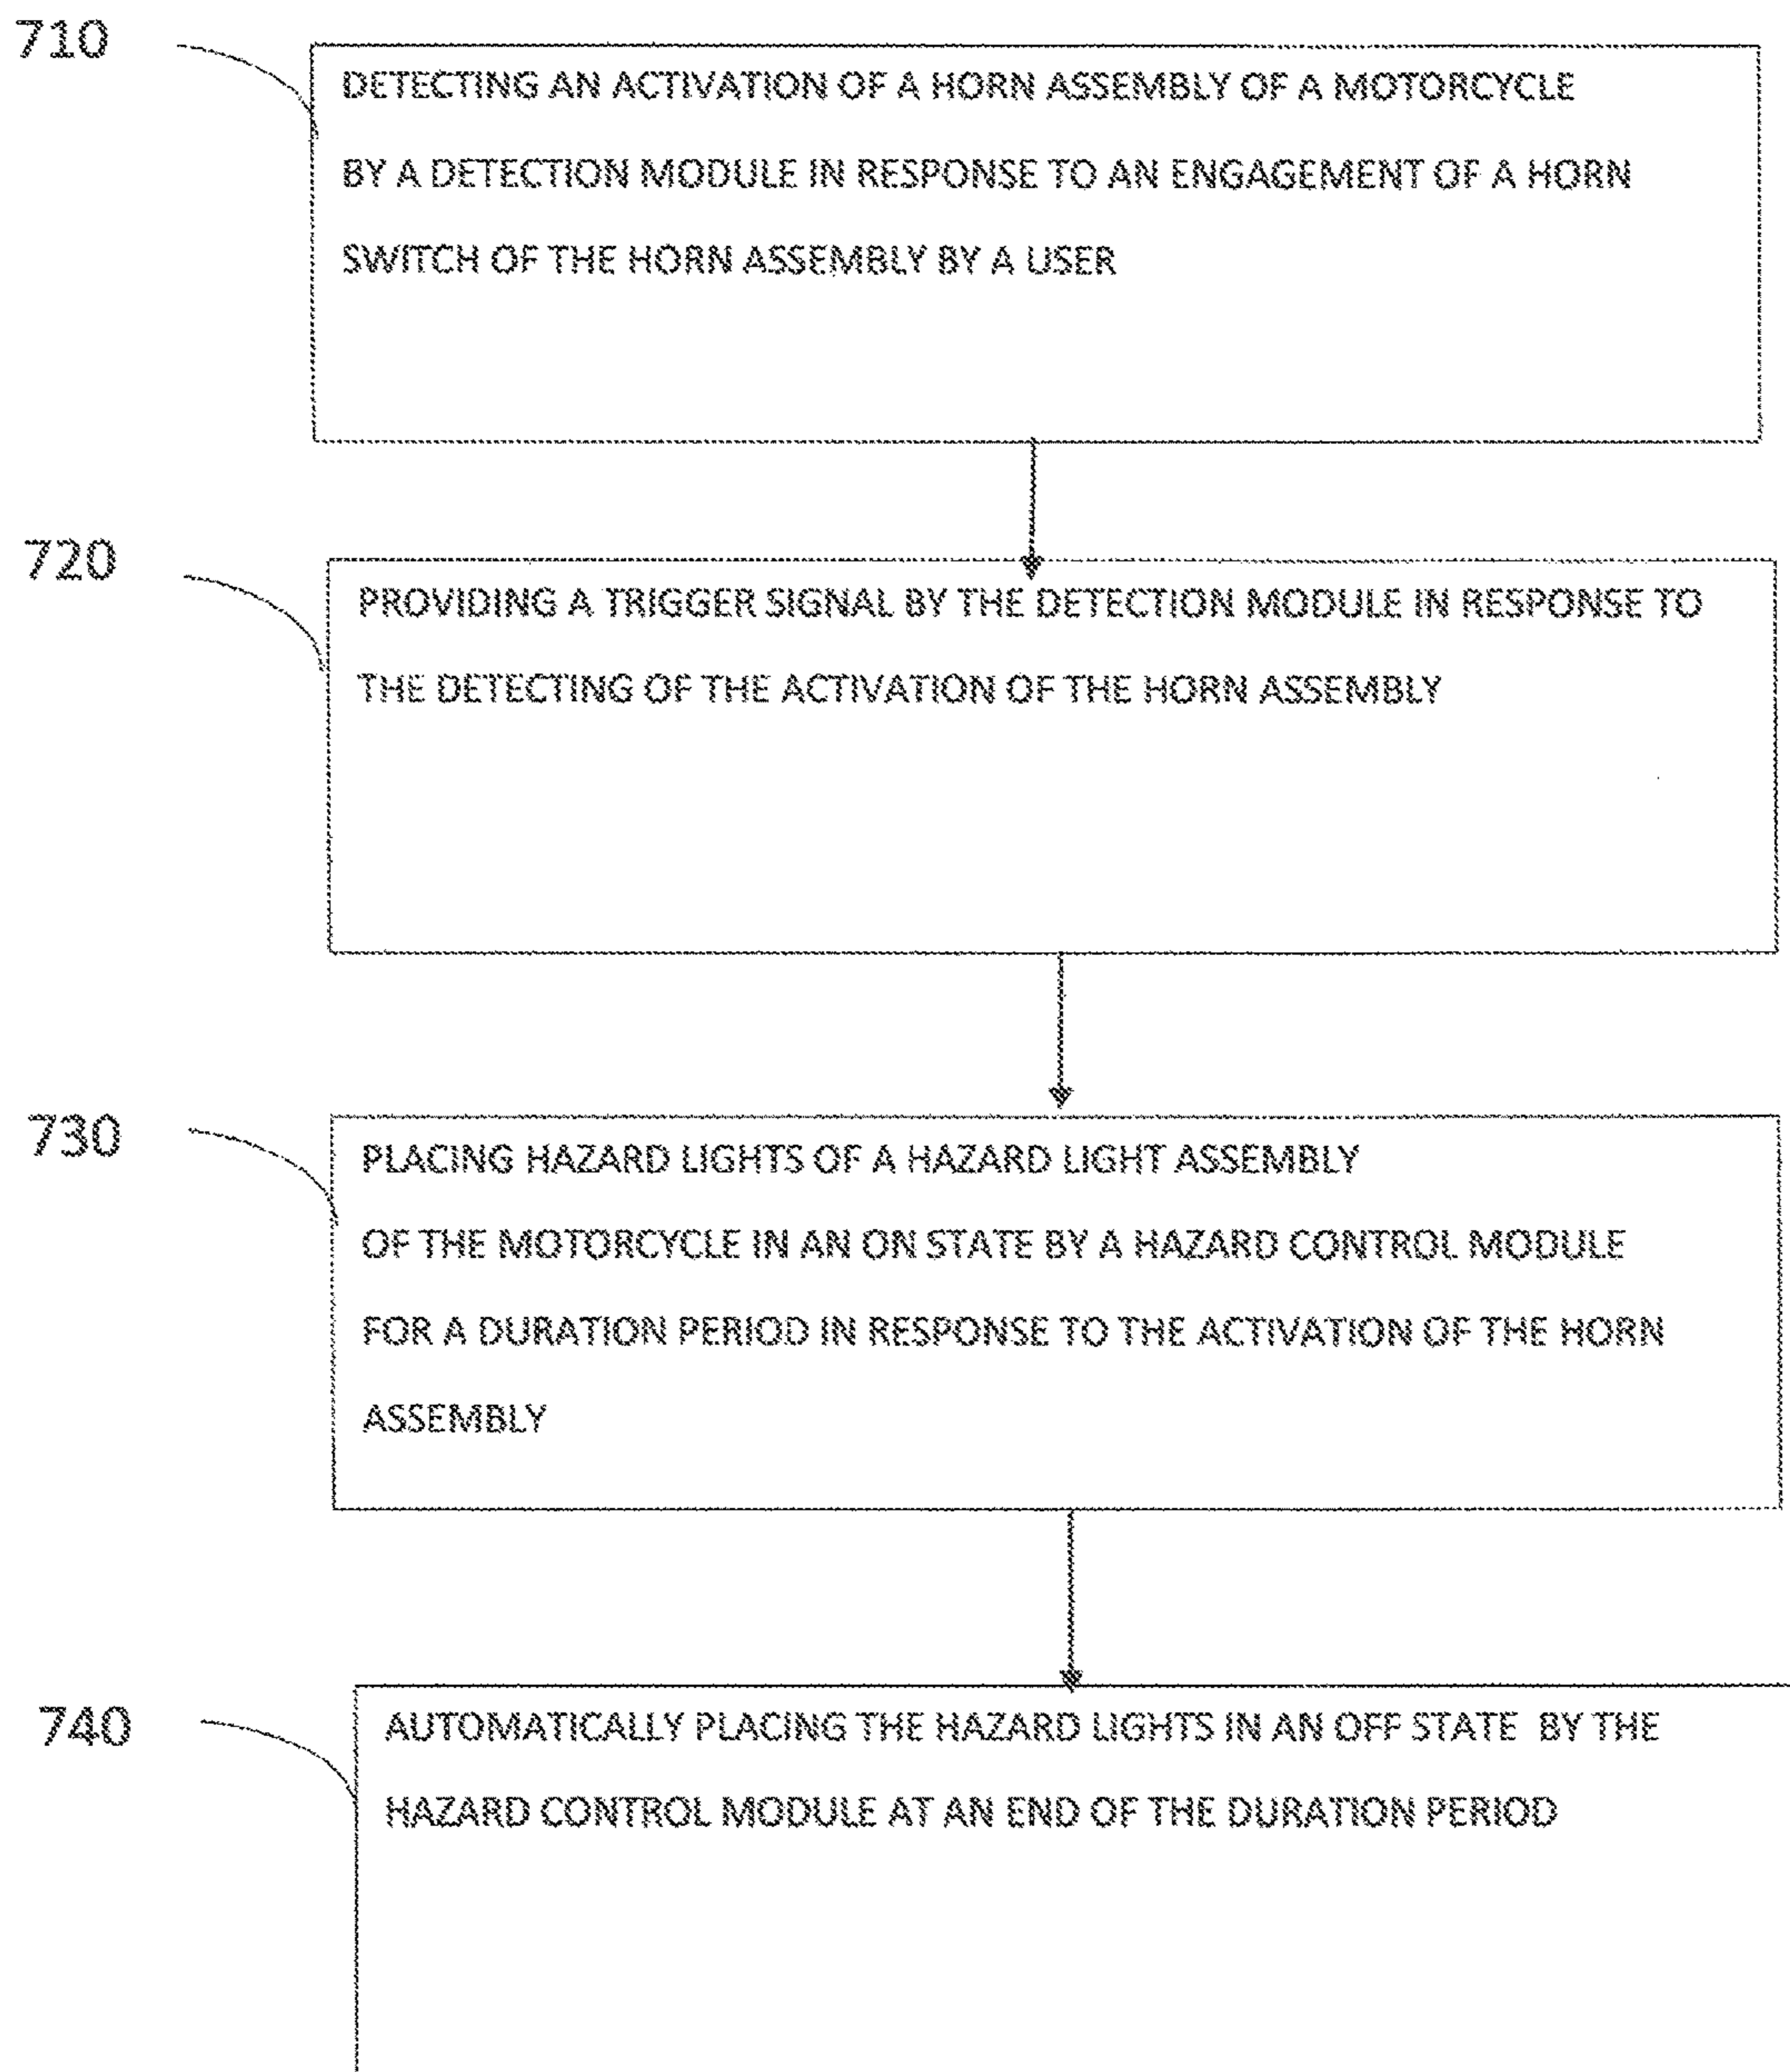 710
DETECTING AN ACTIVATION OF A HORN ASSEMBLY OF A MOTORCYCLE
BY A DETECTION MODULE IN RESPONSE TO AN ENGAGEMENT OF A HORN
SWITCH OF THE HORN ASSEMBLY BY A USER
720
PROVIDING A TRIGGER SIGNAL BY THE DETECTION MODULE IN RESPONSE TO
THE DETECTING OF THE ACTIVATION OF THE HORN ASSEMBLY
730
PLACING HAZARD LIGHTS OF A HAZARD LIGHT ASSEMBLY
OF THE MOTORCYCLE IN AN ON STATE BY A HAZARD CONTROL MODULE
FOR A DURATION PERIOD IN RESPONSE TO THE ACTIVATION OF THE HORN
ASSEMBLY
740
AUTOMATICALLY PLACING THE HAZARD LIGHTS IN AN OFF STATE BY THE
HAZARD CONTROL MODULE AT AN END OF THE DURATION PERIOD